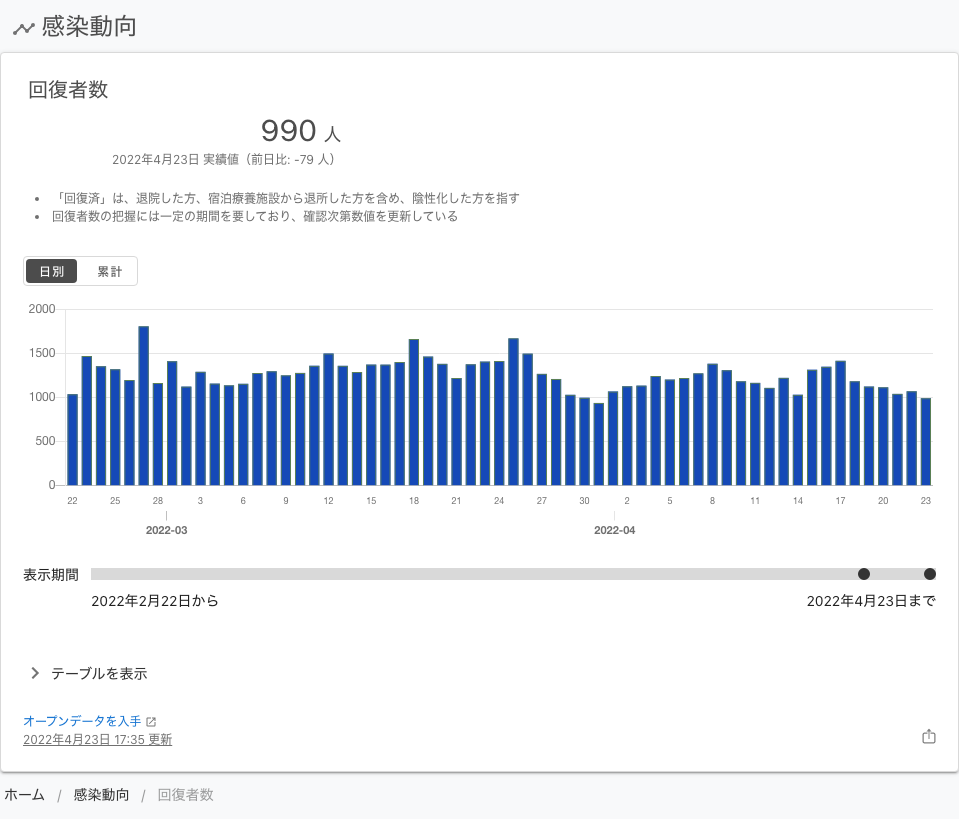 感染動向
回復者数
990 人
2022年4月23日 実績値（前日比: -79 人）
• 「回復済」は、退院した方、宿泊療養施設から退所した方を含め、陰性化した方を指す
• 回復者数の把握には一定の期間を要しており、確認次第数値を更新している
日別 累計
2000
1500
1000
500
0
22 25 28 3 6 9 12 15 18 21 24 27 30 2 5 8 11 14 17 20 23
2022-03 2022-04
表示期間
2022年2月22日から 2022年4月23日まで
テーブルを表示
オープンデータを入手
2022年4月23日 17:35 更新
ホーム / 感染動向 / 回復者数